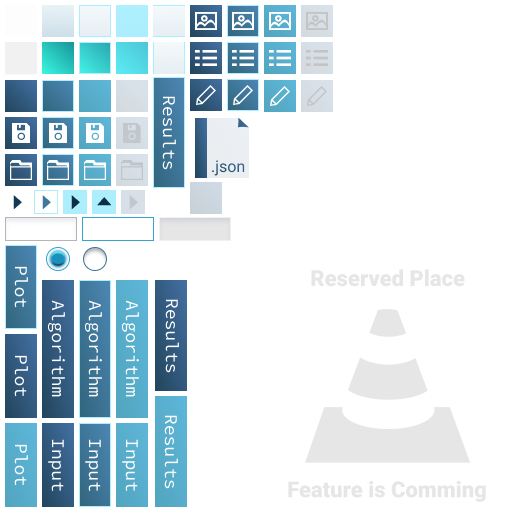 Results
.json
Plot
Algorithm
Algorithm
Algorithm
Results
Plot
Results
Plot
Input
Input
Input
Reserved Place
Feature is Comming